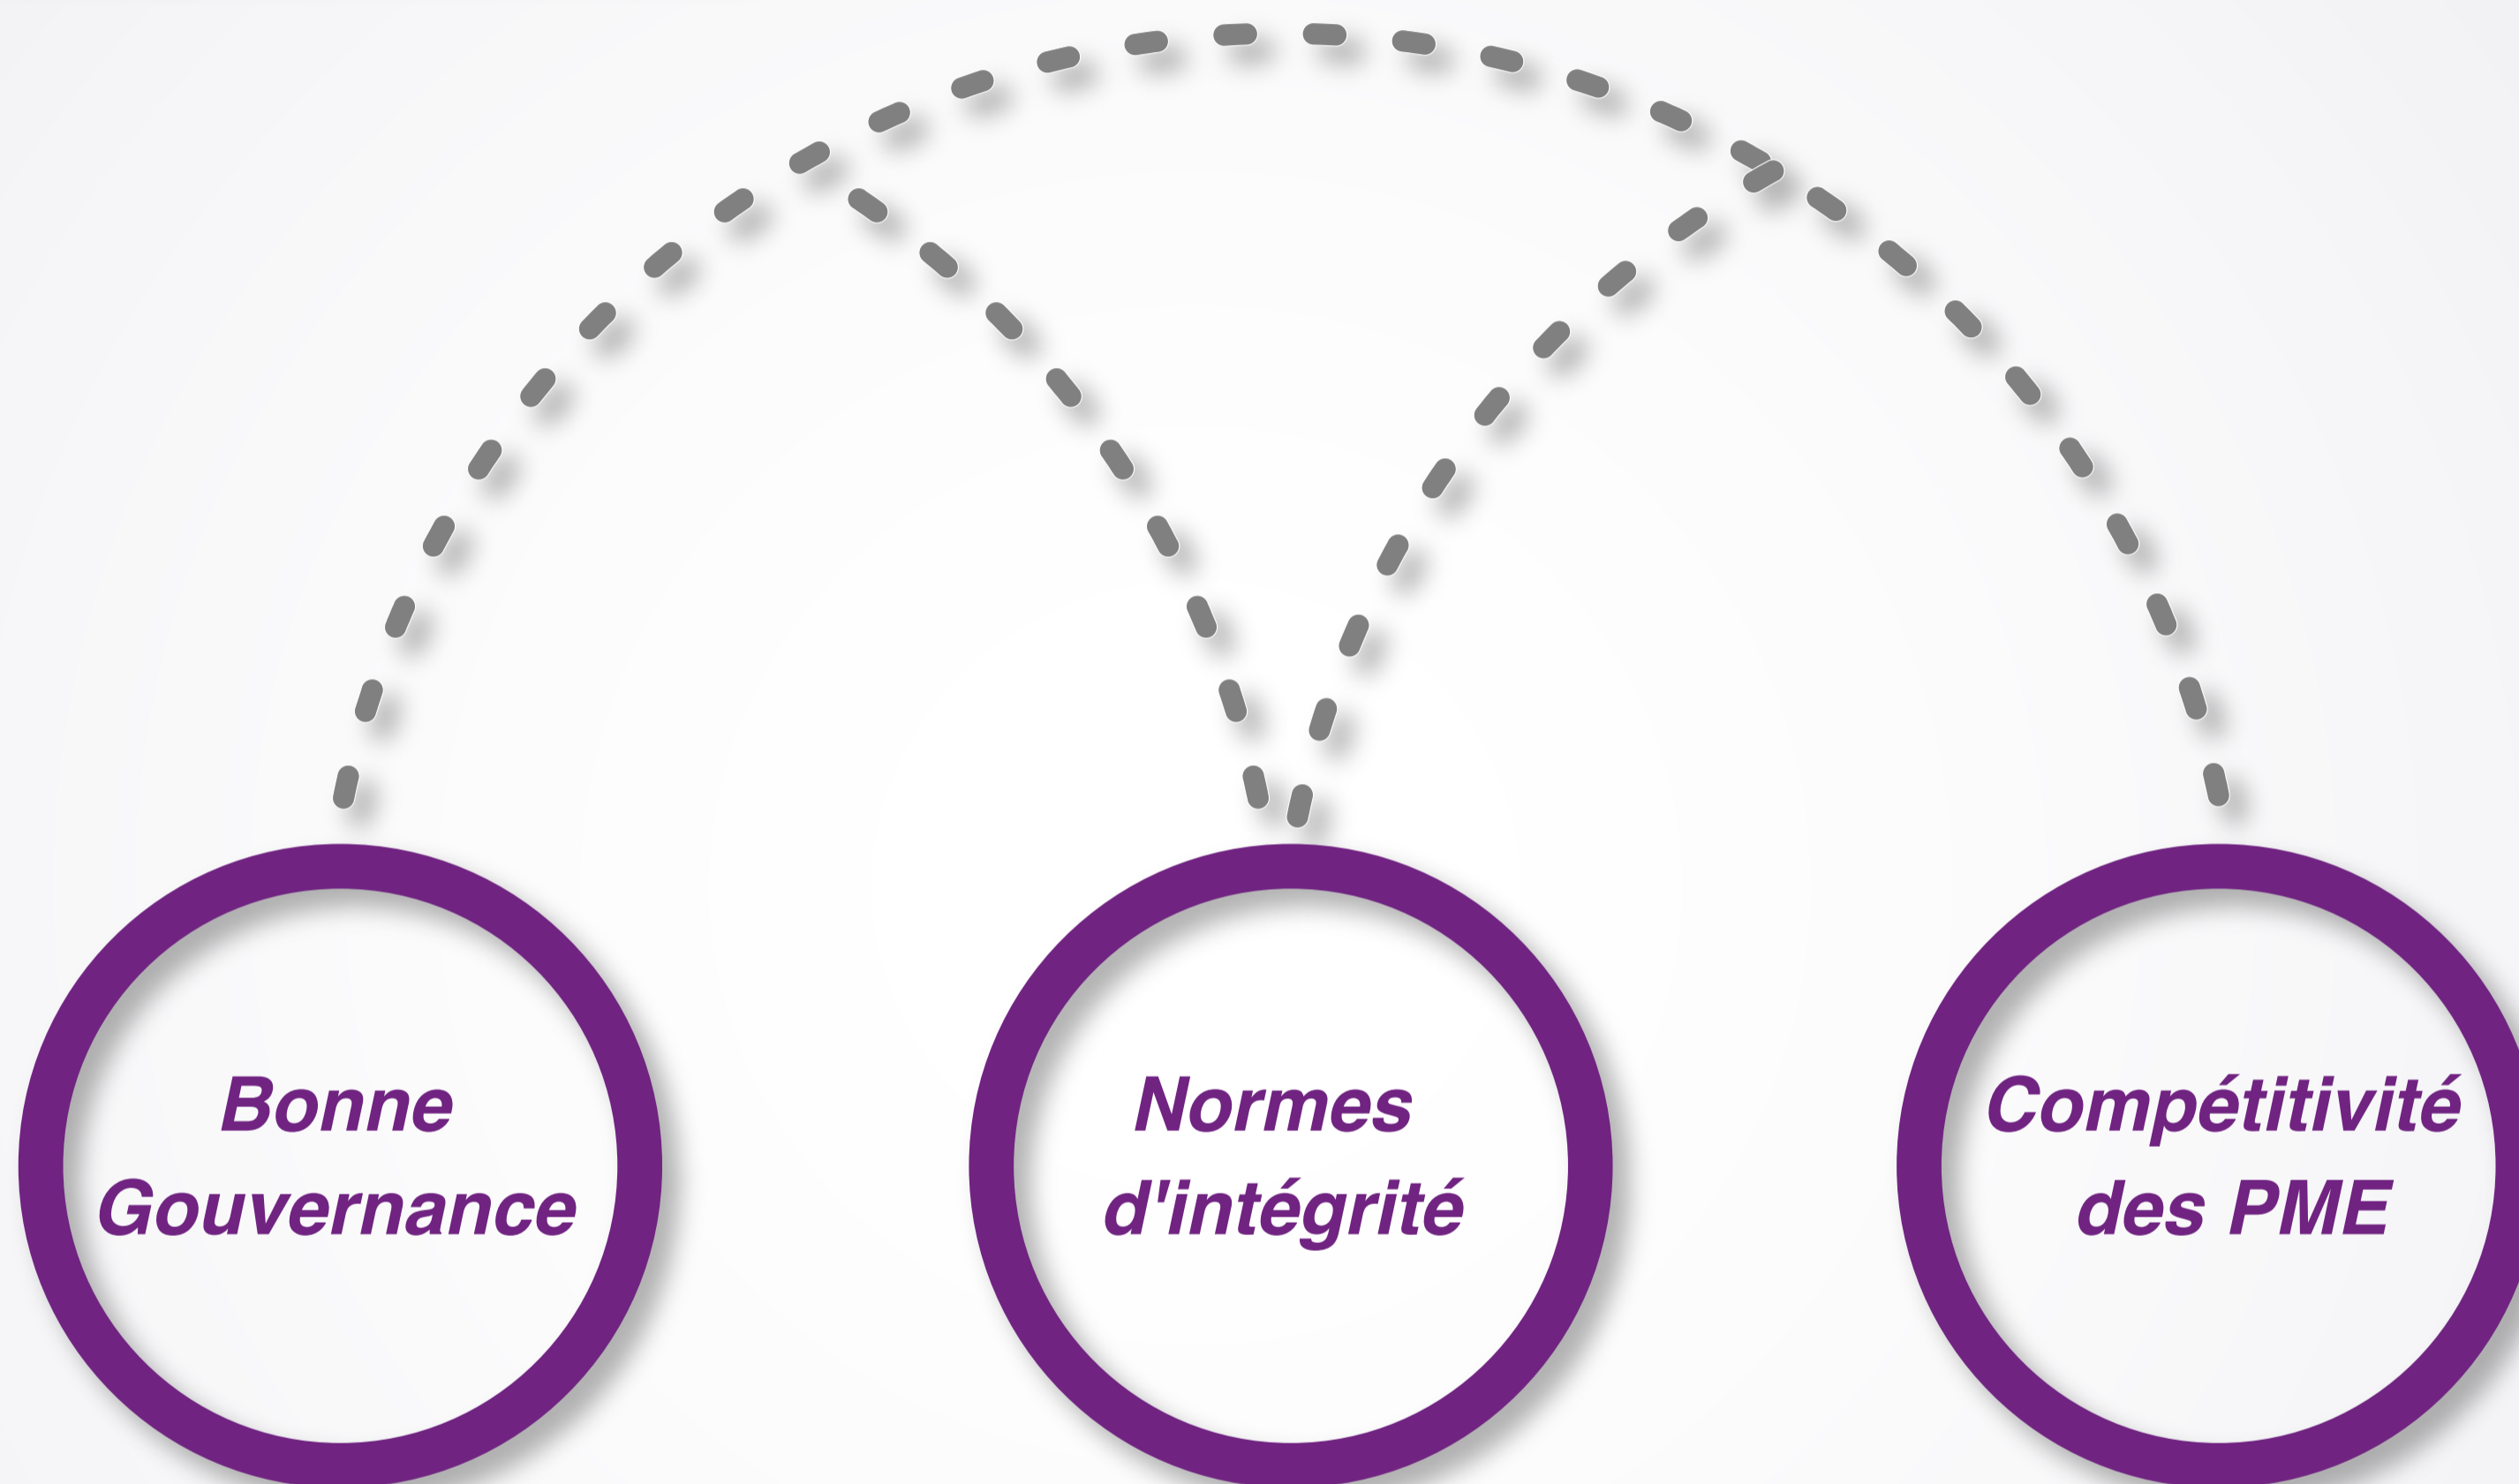 Bonne
Gouvernance
Normes
d'intégrité
Compétitivité
des PME